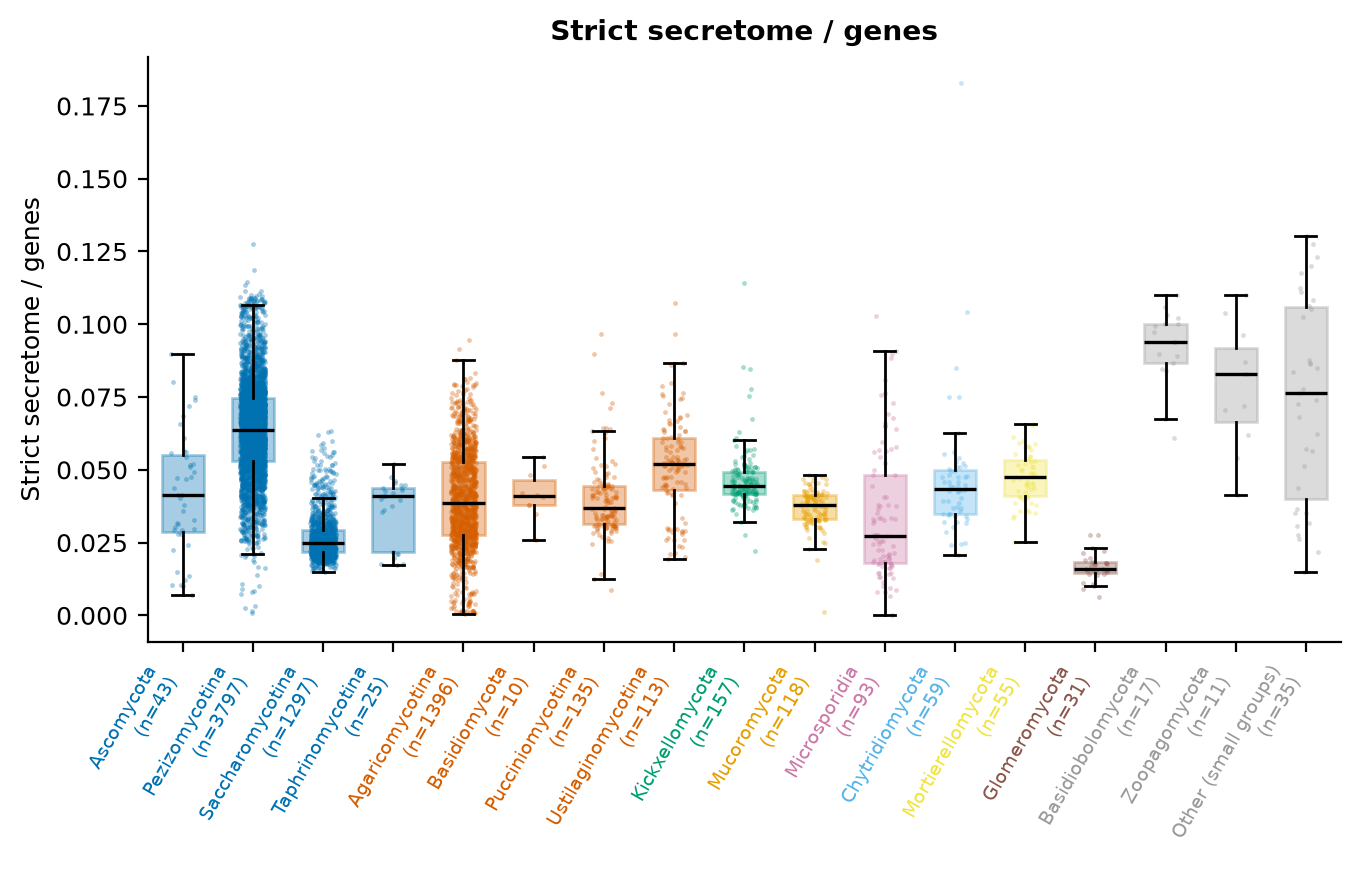 Strict secretome / genes
Strict secretome / genes
0.175
0.150
0.125
0.100
0.075
0.050
0.025
0.000
Ascomycota
(n=43)
Pezizomycotina
(n=3797)
Saccharomycotina
(n=1297)
Taphrinomycotina
(n=25)
Agaricomycotina
(n=1396)
Basidiomycota
(n=10)
Pucciniomycotina
(n=135)
Ustilaginomycotina
(n=113)
Kickxellomycota
(n=157)
Mucoromycota
(n=118)
Microsporidia
(n=93)
Chytridiomycota
(n=59)
Mortierellomycota
(n=55)
Glomeromycota
(n=31)
Basidiobolomycota
(n=17)
Zoopagomycota
(n=11)
Other (small groups)
(n=35)